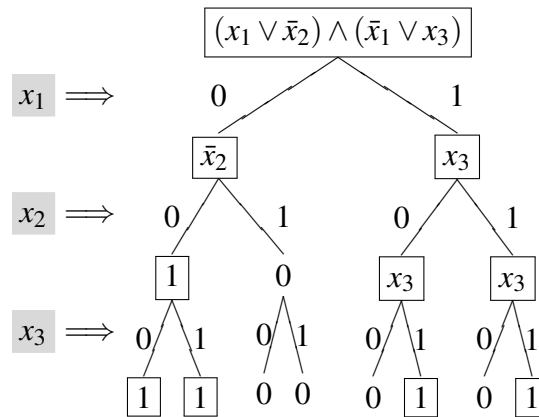 (x₁ ∨ x̄₂) ∧ (x̄₁ ∨ x₃)
x₁ ⟹ 0 1
x̄₂ x₃
x₂ ⟹ 0 1 0 1
1 0 x₃ x₃
x₃ ⟹ 0 1 0 1 0 1 0 1
1 1 0 0 0 1 0 1